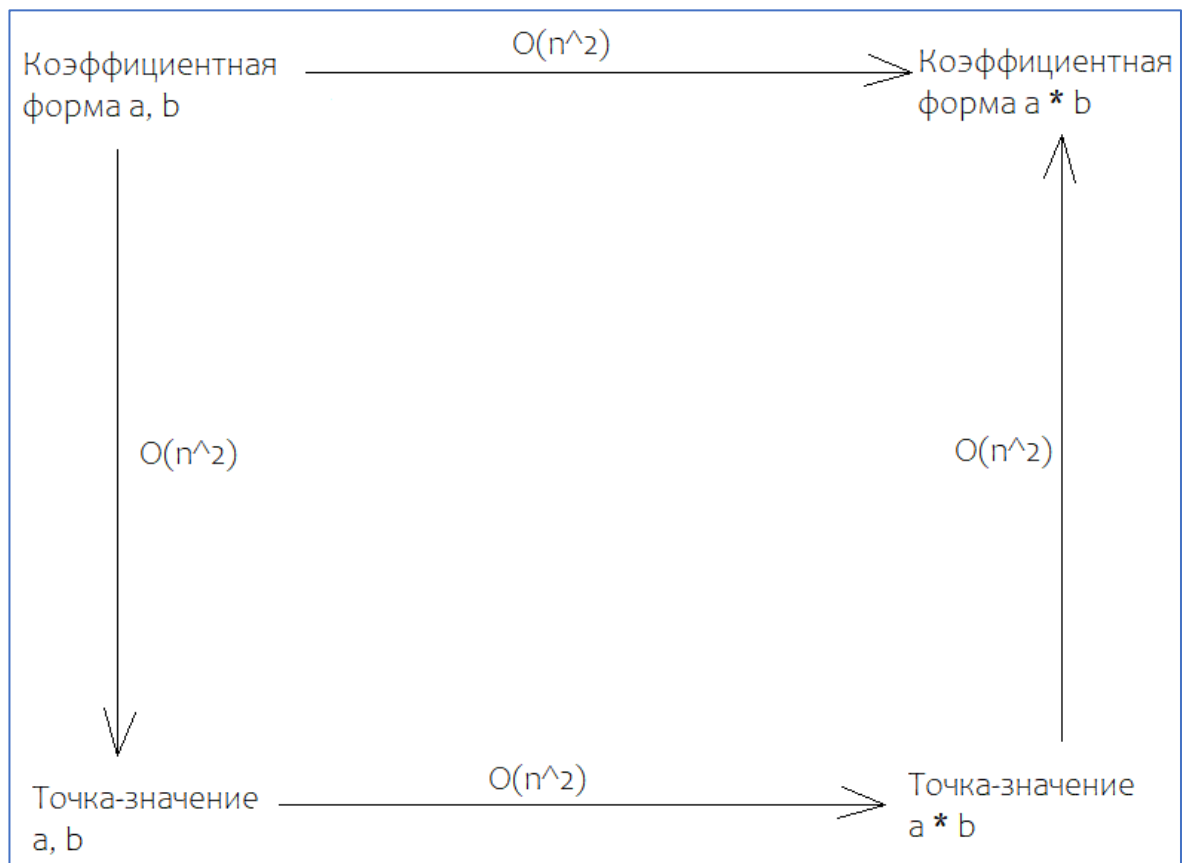 O(n^2)
Коэффициентная
форма a, b
Коэффициентная
форма a * b
O(n^2)
O(n^2)
O(n^2)
Точка-значение
a, b
Точка-значение
a * b